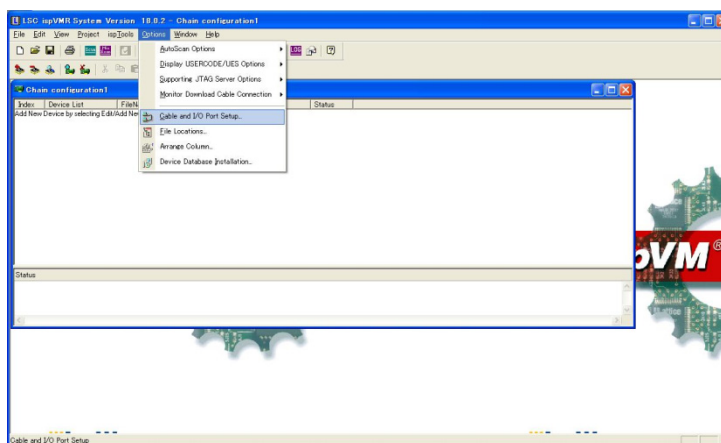 LSC ispVMR System Version 18.0.2 - Chain configuration1
File Edit View Project ispTools Options Window Help
AutoScan Options
Display USERCODE/UES Options
Supporting JTAG Server Options
Monitor Download Cable Connection
Cable and I/O Port Setup...
File Locations...
Arrange Column...
Device Database Installation...
Chain configuration1
Index Device List Status
Add New Device by selecting Edit/Add
Status
VM®
Cable and I/O Port Setup